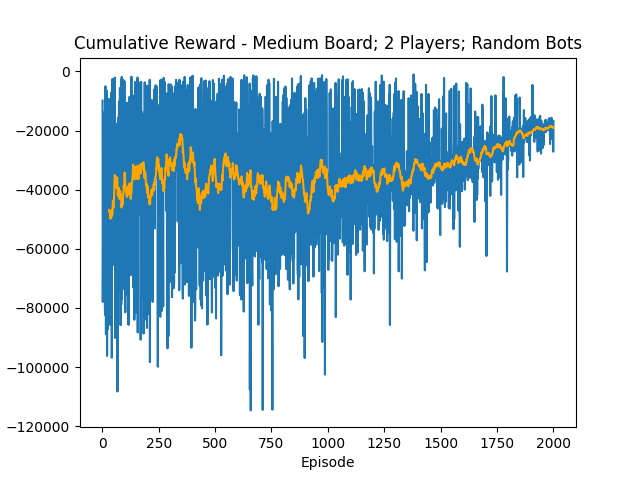 Cumulative Reward - Medium Board; 2 Players; Random Bots
0
−20000
−40000
−60000
−80000
−100000
−120000
0 250 500 750 1000 1250 1500 1750 2000
Episode